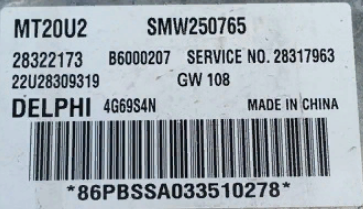 MT20U2 SMW250765
28322173 B6000207 SERVICE NO. 28317963
22U28309319 GW 108
DELPHI 4G69S4N MADE IN CHINA
*86PBSSA033510278*